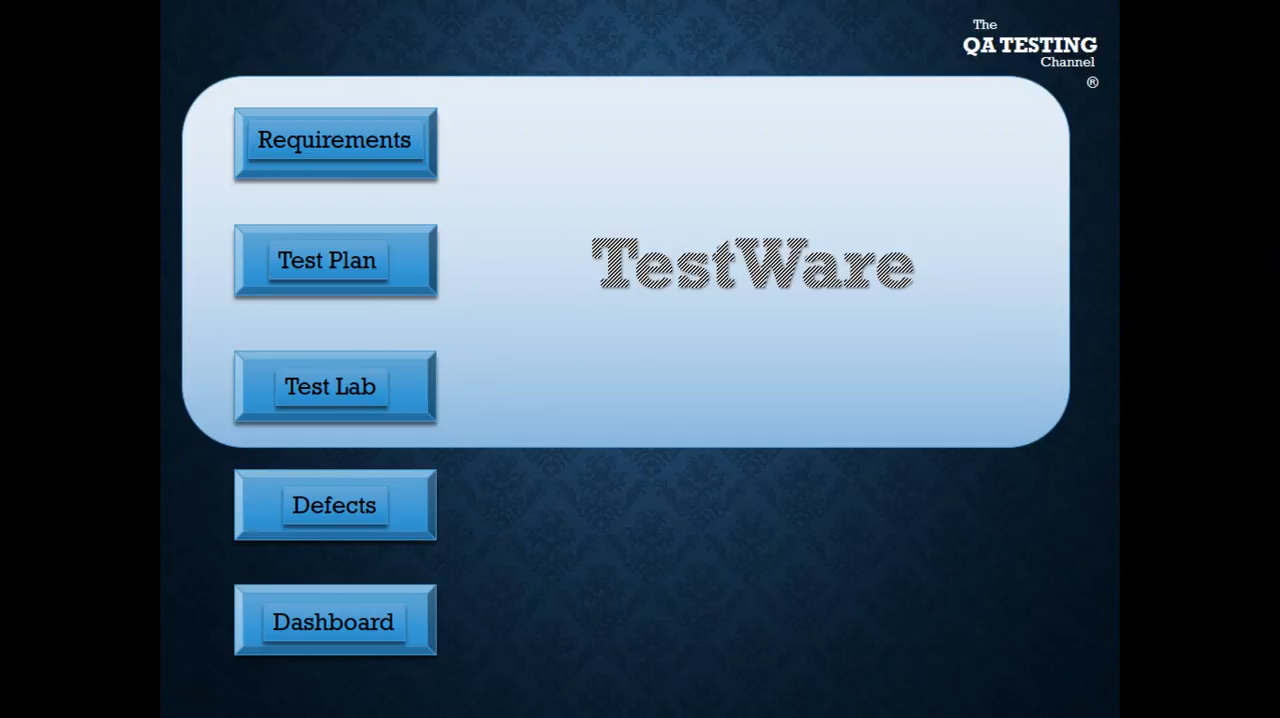 The
QA TESTING
Channel
®
Requirements
Test Plan
TestWare
Test Lab
Defects
Dashboard